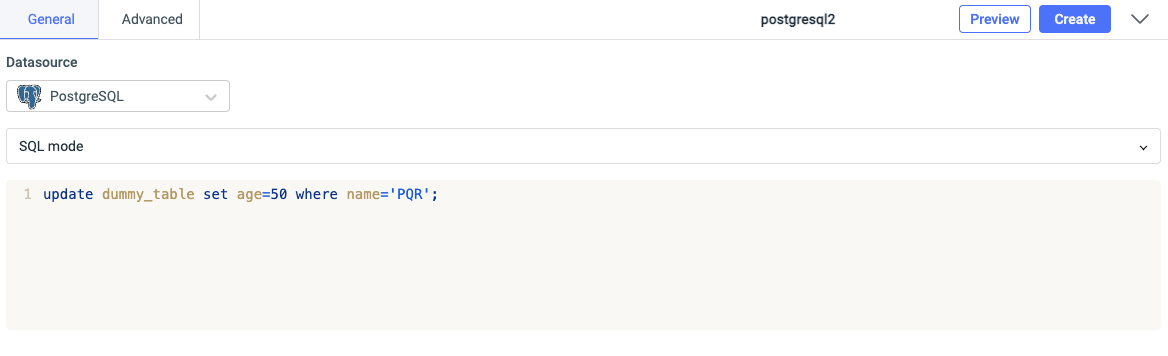 General Advanced postgresql2 Preview Create
Datasource
PostgreSQL
SQL mode
1 update dummy_table set age=50 where name='PQR';